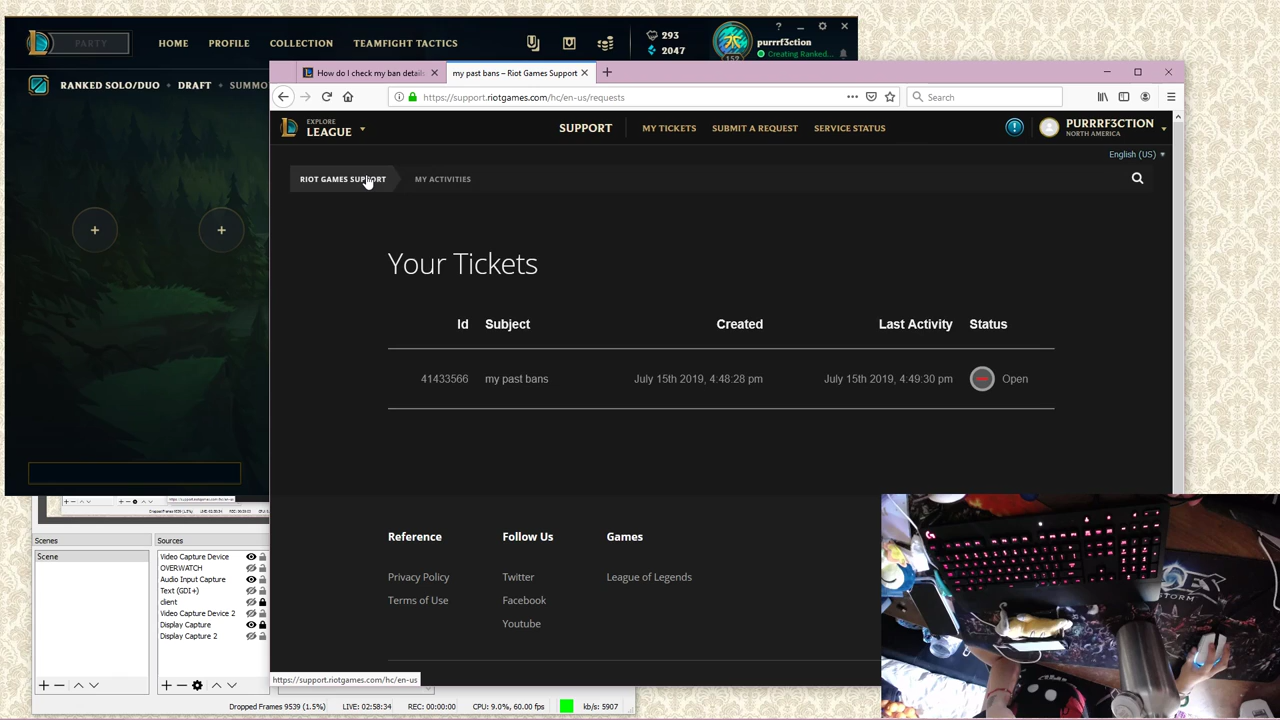 PARTY
HOME
PROFILE
COLLECTION
TEAMFIGHT TACTICS
293
2047
?
152
purrrf3ction
Creating Ranked...
RANKED SOLO/DUO • DRAFT • SUMMO
How do I check my ban details
my past bans – Riot Games Support
https://support.riotgames.com/hc/en-us/requests
Search
EXPLORE
LEAGUE
SUPPORT
MY TICKETS
SUBMIT A REQUEST
SERVICE STATUS
PURRRF3CTION
NORTH AMERICA
English (US)
RIOT GAMES SUPPORT
MY ACTIVITIES
Your Tickets
Id Subject Created Last Activity Status
41433566 my past bans July 15th 2019, 4:48:28 pm July 15th 2019, 4:49:30 pm Open
Reference
Privacy Policy
Terms of Use
Follow Us
Twitter
Facebook
Youtube
Games
League of Legends
https://support.riotgames.com/hc/en-us
Scenes
Scene
Sources
Video Capture Device
OVERWATCH
Audio Input Capture
Text (GDI+)
client
Video Capture Device 2
Display Capture
Display Capture 2
Dropped Frames 9539 (1.5%)
LIVE: 02:58:34
REC: 00:00:00
CPU: 9.0%, 60.00 fps
kb/s: 5907
STORM